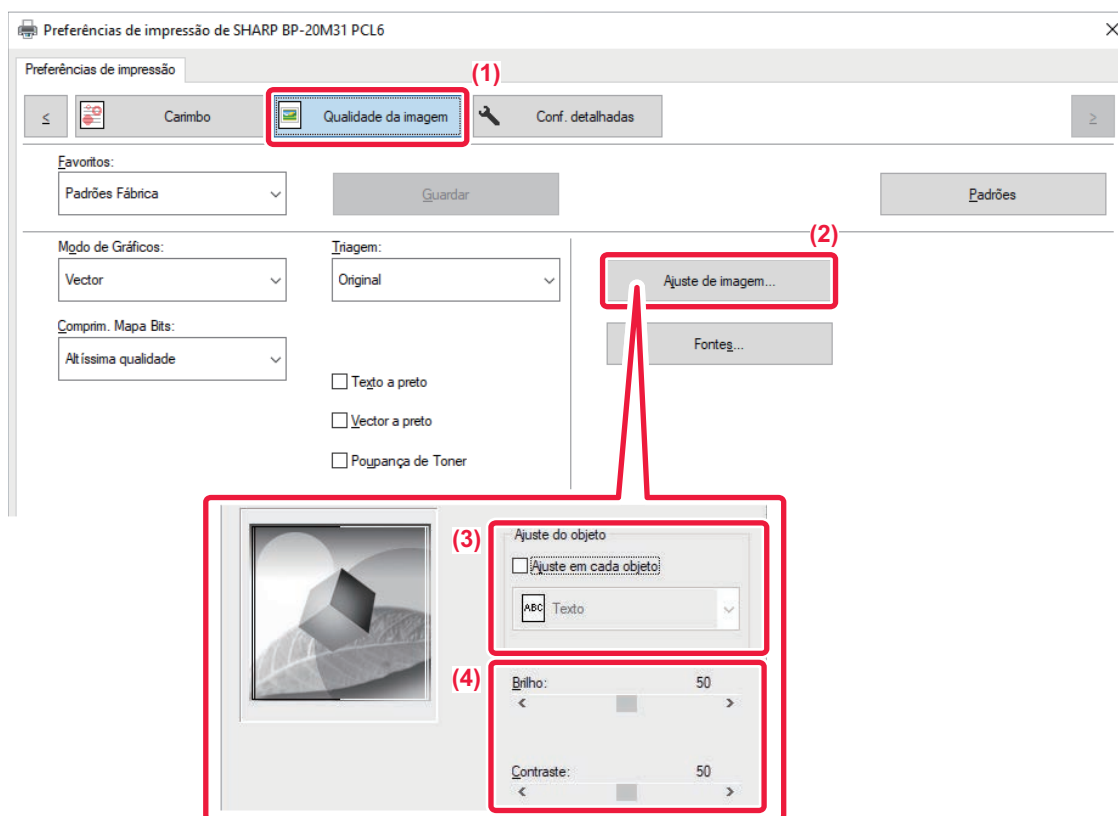 Preferências de impressão de SHARP BP-20M31 PCL6
Preferências de impressão
(1)
< Carimbo Qualidade da imagem Conf. detalhadas >
Favoritos:
Padrões Fábrica Guardar Padrões
(2)
Modo de Gráficos: Triagem:
Vector Original Ajuste de imagem...
Comprim. Mapa Bits:
Altíssima qualidade Fontes...
Texto a preto
Vector a preto
Poupança de Toner
(3) Ajuste do objeto
Ajuste em cada objeto
ABC Texto
(4) Brilho: 50
< >
Contraste: 50
< >